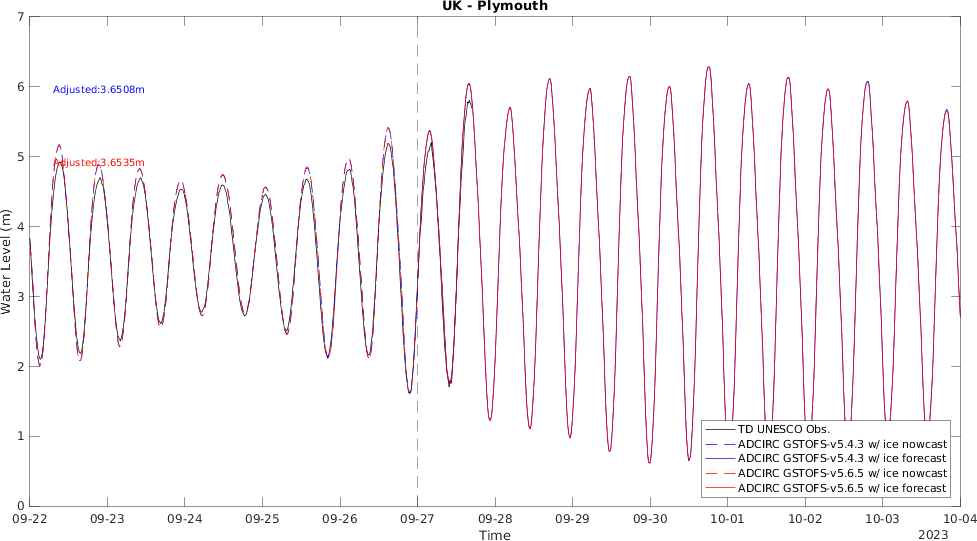 UK - Plymouth
7
6
5
4
3
2
1
0
Water Level (m)
Adjusted:3.6508m
Adjusted:3.6535m
TD UNESCO Obs.
ADCIRC GSTOFS-v5.4.3 w/ ice nowcast
ADCIRC GSTOFS-v5.4.3 w/ ice forecast
ADCIRC GSTOFS-v5.6.5 w/ ice nowcast
ADCIRC GSTOFS-v5.6.5 w/ ice forecast
09-22 09-23 09-24 09-25 09-26 09-27 09-28 09-29 09-30 10-01 10-02 10-03 10-04
Time
2023